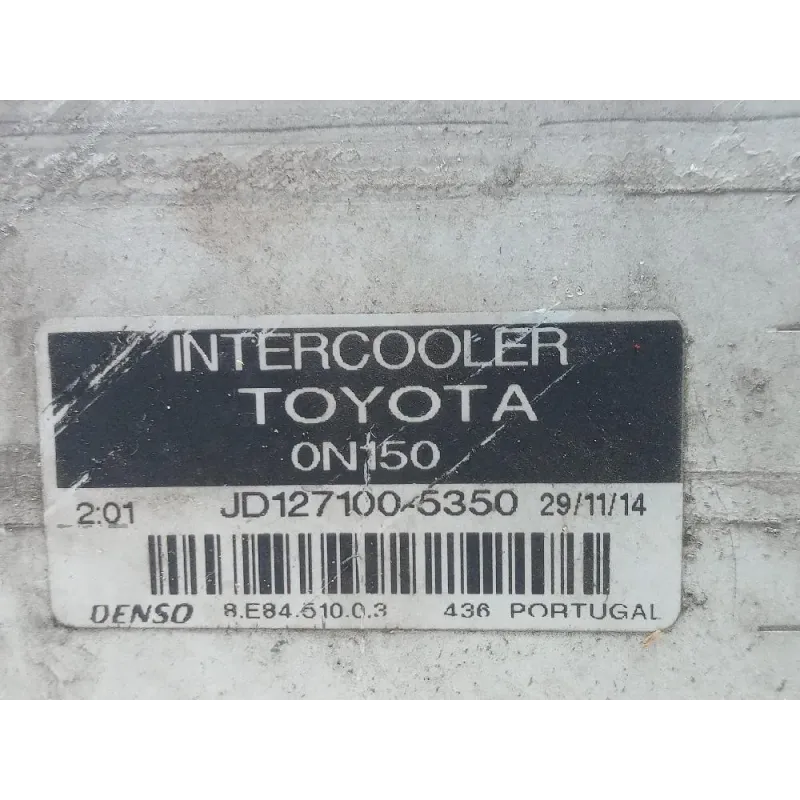 INTERCOOLER
TOYOTA
0N150
2:01 JD127100-5350 29/11/14
DENSO 8.E84.510.0.3 436 PORTUGAL